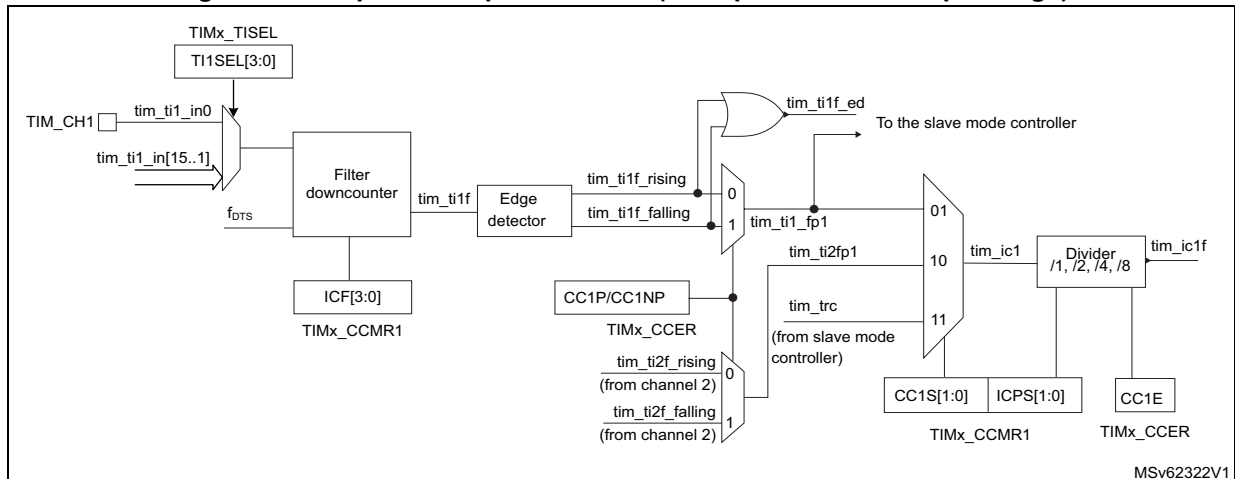 TIMx_TISEL
TI1SEL[3:0]
TIM_CH1
tim_ti1_in0
tim_ti1_in[15..1]
fDTS
Filter
downcounter
ICF[3:0]
TIMx_CCMR1
tim_ti1f
Edge
detector
tim_ti1f_rising
tim_ti1f_falling
tim_ti1f_ed
To the slave mode controller
0
1
tim_ti1_fp1
CC1P/CC1NP
TIMx_CCER
tim_ti2f_rising
(from channel 2)
tim_ti2f_falling
(from channel 2)
0
1
tim_ti2fp1
tim_trc
(from slave mode
controller)
01
10
11
tim_ic1
Divider
/1, /2, /4, /8
tim_ic1f
CC1S[1:0]
ICPS[1:0]
TIMx_CCMR1
CC1E
TIMx_CCER
MSv62322V1